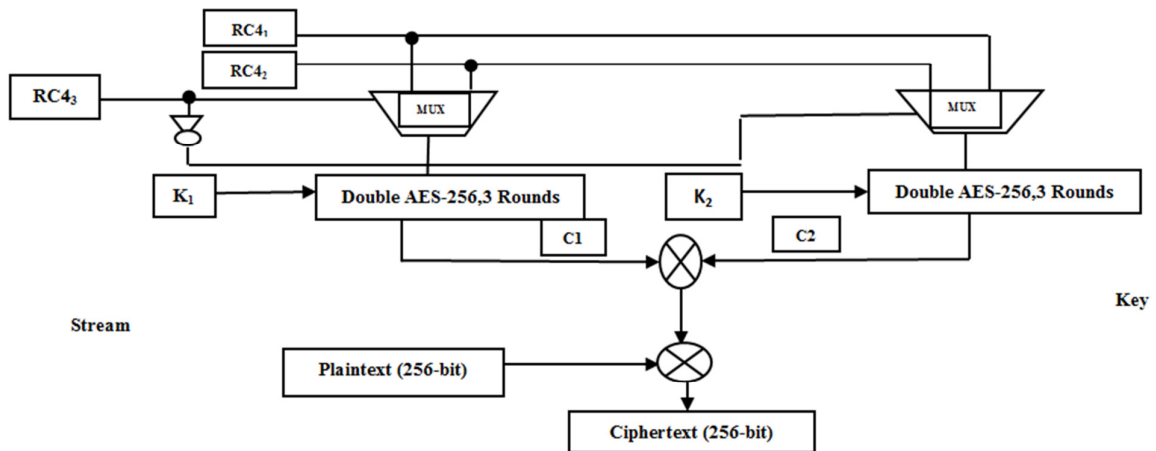 RC4₁
RC4₂
RC4₃
MUX
MUX
K₁
Double AES-256,3 Rounds
K₂
Double AES-256,3 Rounds
C1
C2
Key
Stream
Plaintext (256-bit)
Ciphertext (256-bit)